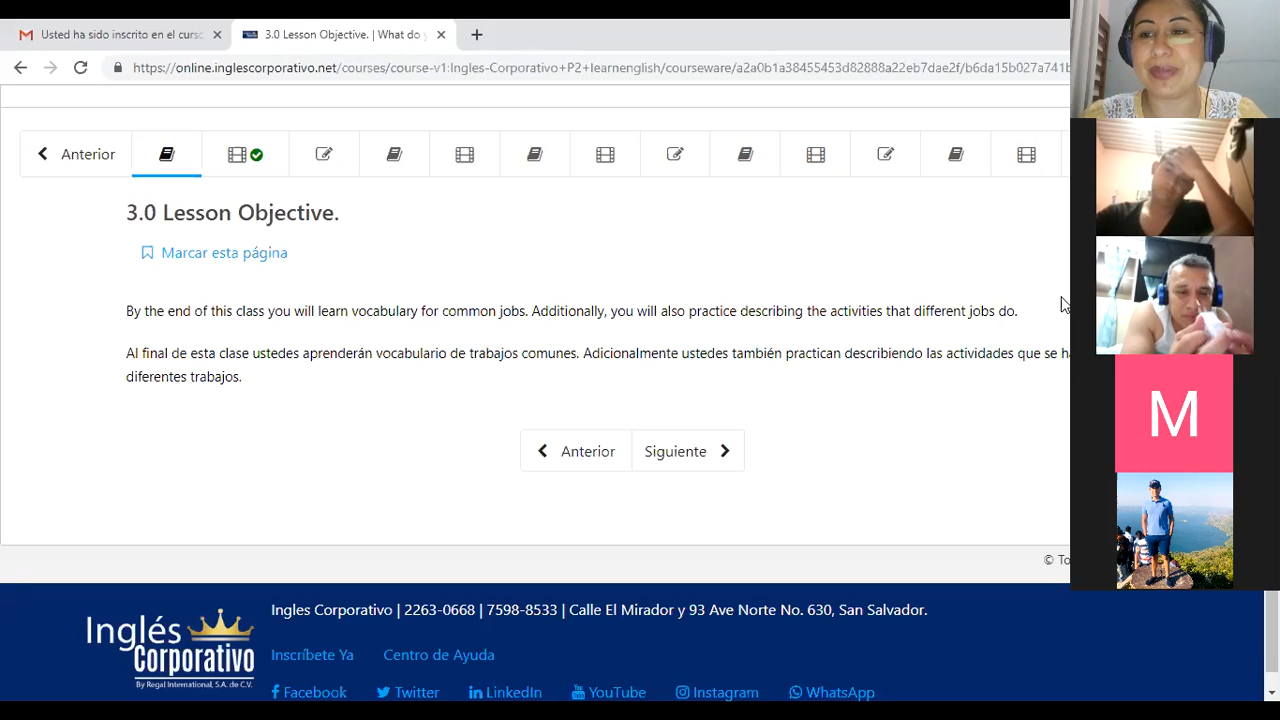 Usted ha sido inscrito en el curso
3.0 Lesson Objective. | What do y
https://online.inglescorporativo.net/courses/course-v1:Ingles-Corporativo+P2+learnenglish/courseware/a2a0b1a38455453d82888a22eb7dae2f/b6da15b027a741b
Anterior
3.0 Lesson Objective.
Marcar esta página
By the end of this class you will learn vocabulary for common jobs. Additionally, you will also practice describing the activities that different jobs do.
Al final de esta clase ustedes aprenderán vocabulario de trabajos comunes. Adicionalmente ustedes también practican describiendo las actividades que se ha
diferentes trabajos.
Anterior Siguiente
M
© To
Ingles Corporativo | 2263-0668 | 7598-8533 | Calle El Mirador y 93 Ave Norte No. 630, San Salvador.
Inglés
Corporativo
By Regal International, S.A. de C.V.
Inscríbete Ya Centro de Ayuda
Facebook Twitter LinkedIn YouTube Instagram WhatsApp